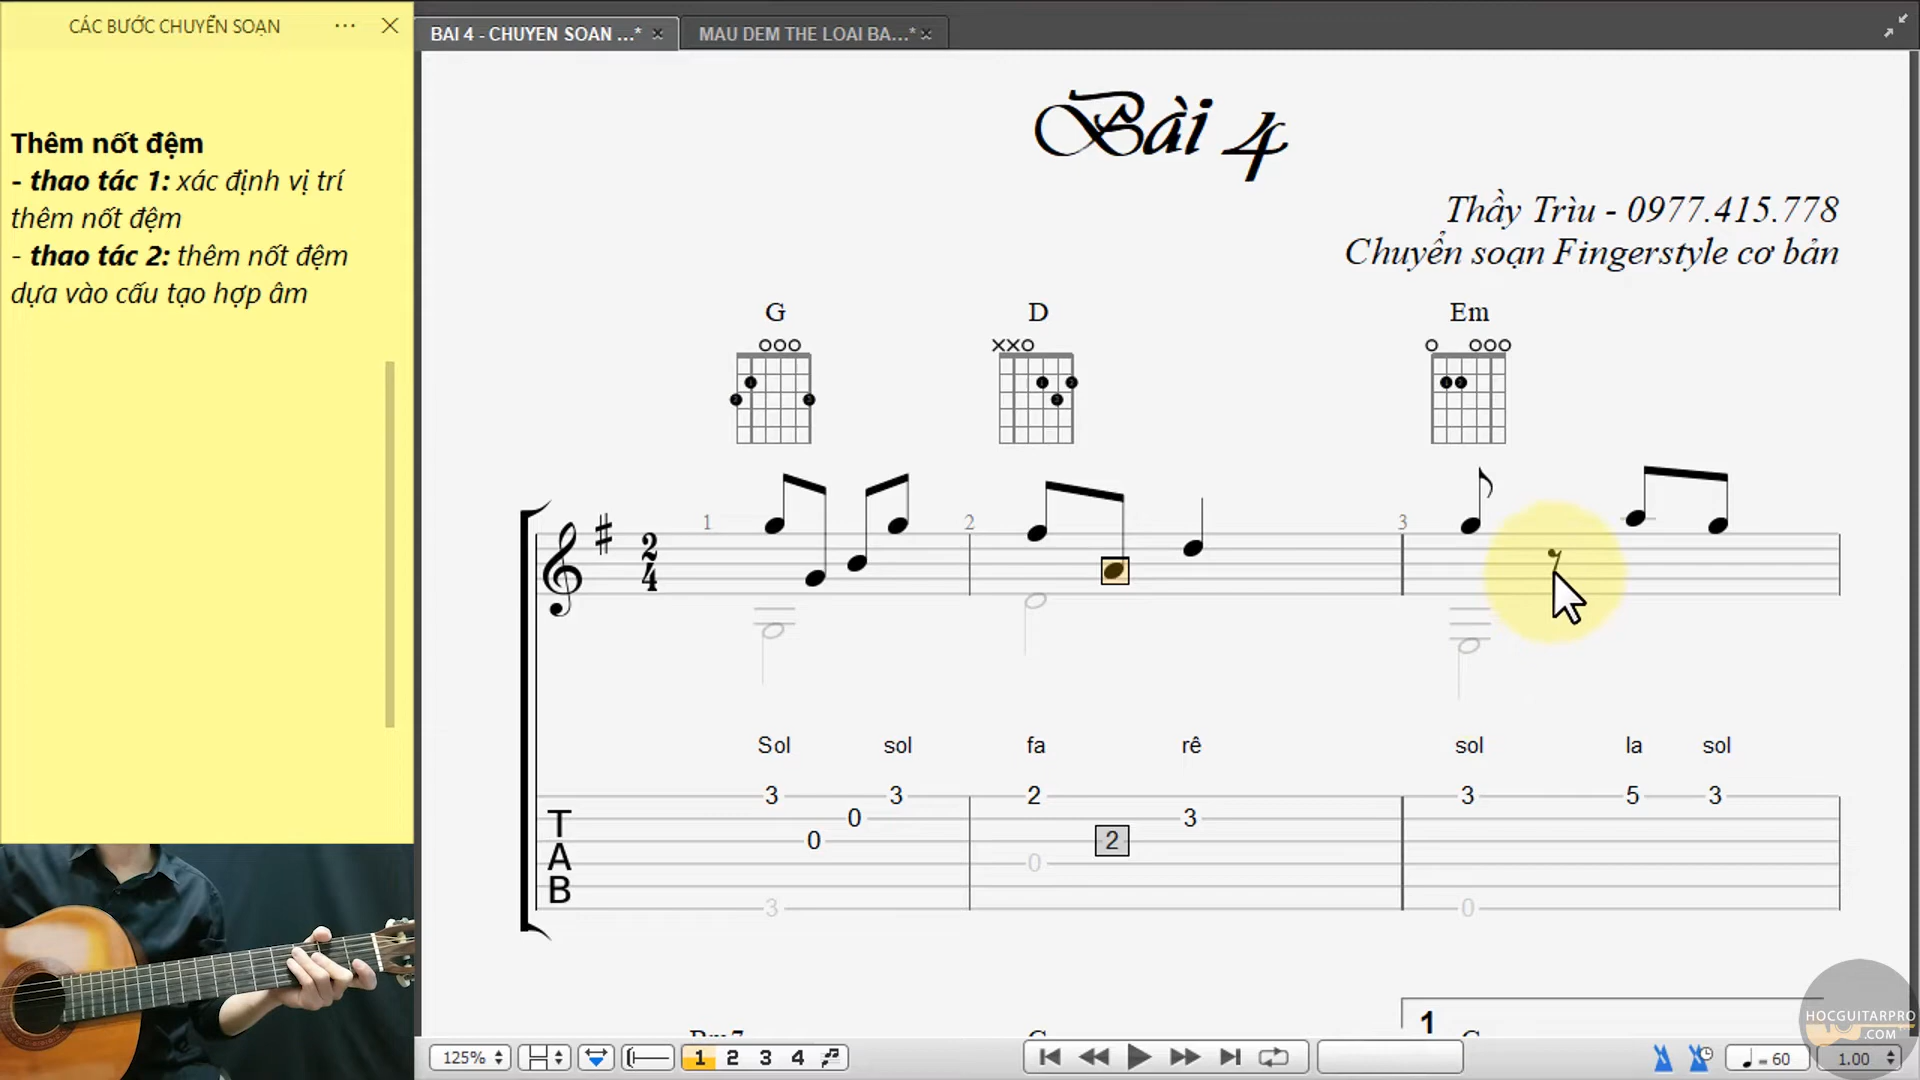 CÁC BƯỚC CHUYỂN SOẠN
Thêm nốt đệm
- thao tác 1: xác định vị trí
thêm nốt đệm
- thao tác 2: thêm nốt đệm
dựa vào cấu tạo hợp âm
BAI 4 - CHUYEN SOAN ...*
MAU DEM THE LOAI BA...*
Bài 4
Thầy Trìu - 0977.415.778
Chuyển soạn Fingerstyle cơ bản
G D Em
1 2 3
2
4
Sol sol fa rê sol la sol
3 3 2 3 5 3
0 3
T 0 2
A 0
B
3 0
1
125% 1 2 3 4 = 60 1.00
HOCGUITARPRO
.COM